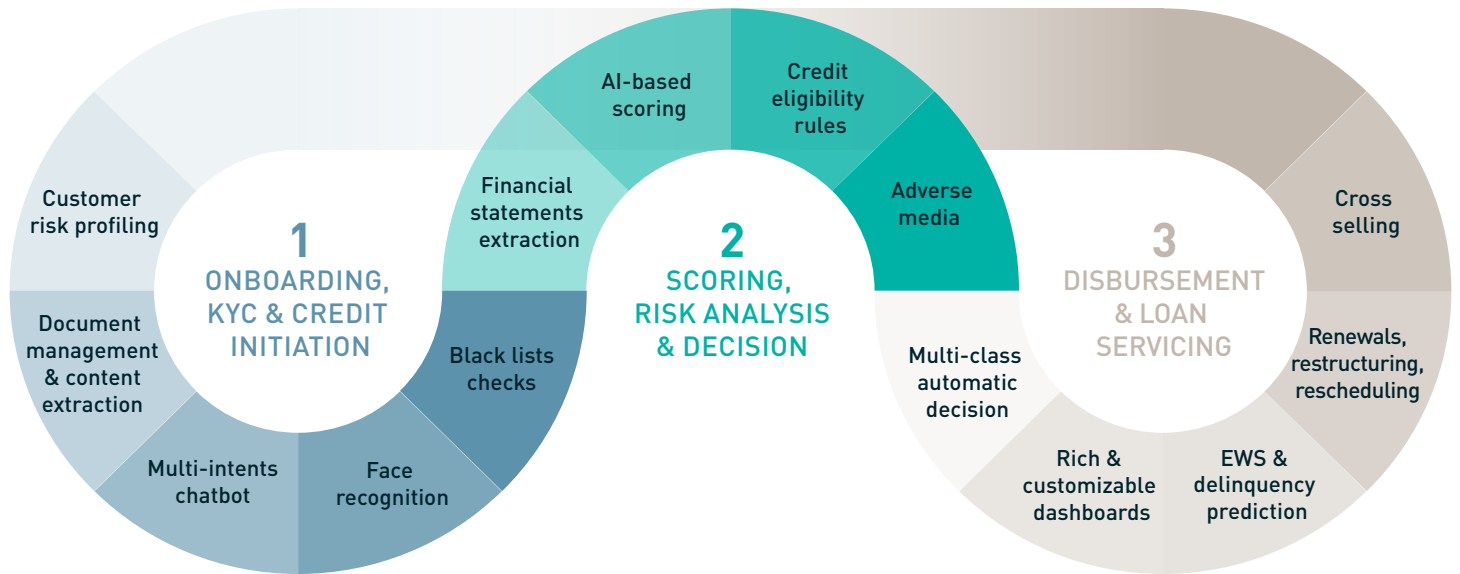 1
ONBOARDING,
KYC & CREDIT
INITIATION
Customer
risk profiling
Document
management
& content
extraction
Multi-intents
chatbot
Face
recognition
Black lists
checks
2
SCORING,
RISK ANALYSIS
& DECISION
Financial
statements
extraction
AI-based
scoring
Credit
eligibility
rules
Adverse
media
3
DISBURSEMENT
& LOAN
SERVICING
Multi-class
automatic
decision
Rich &
customizable
dashboards
EWS &
delinquency
prediction
Renewals,
restructuring,
rescheduling
Cross
selling